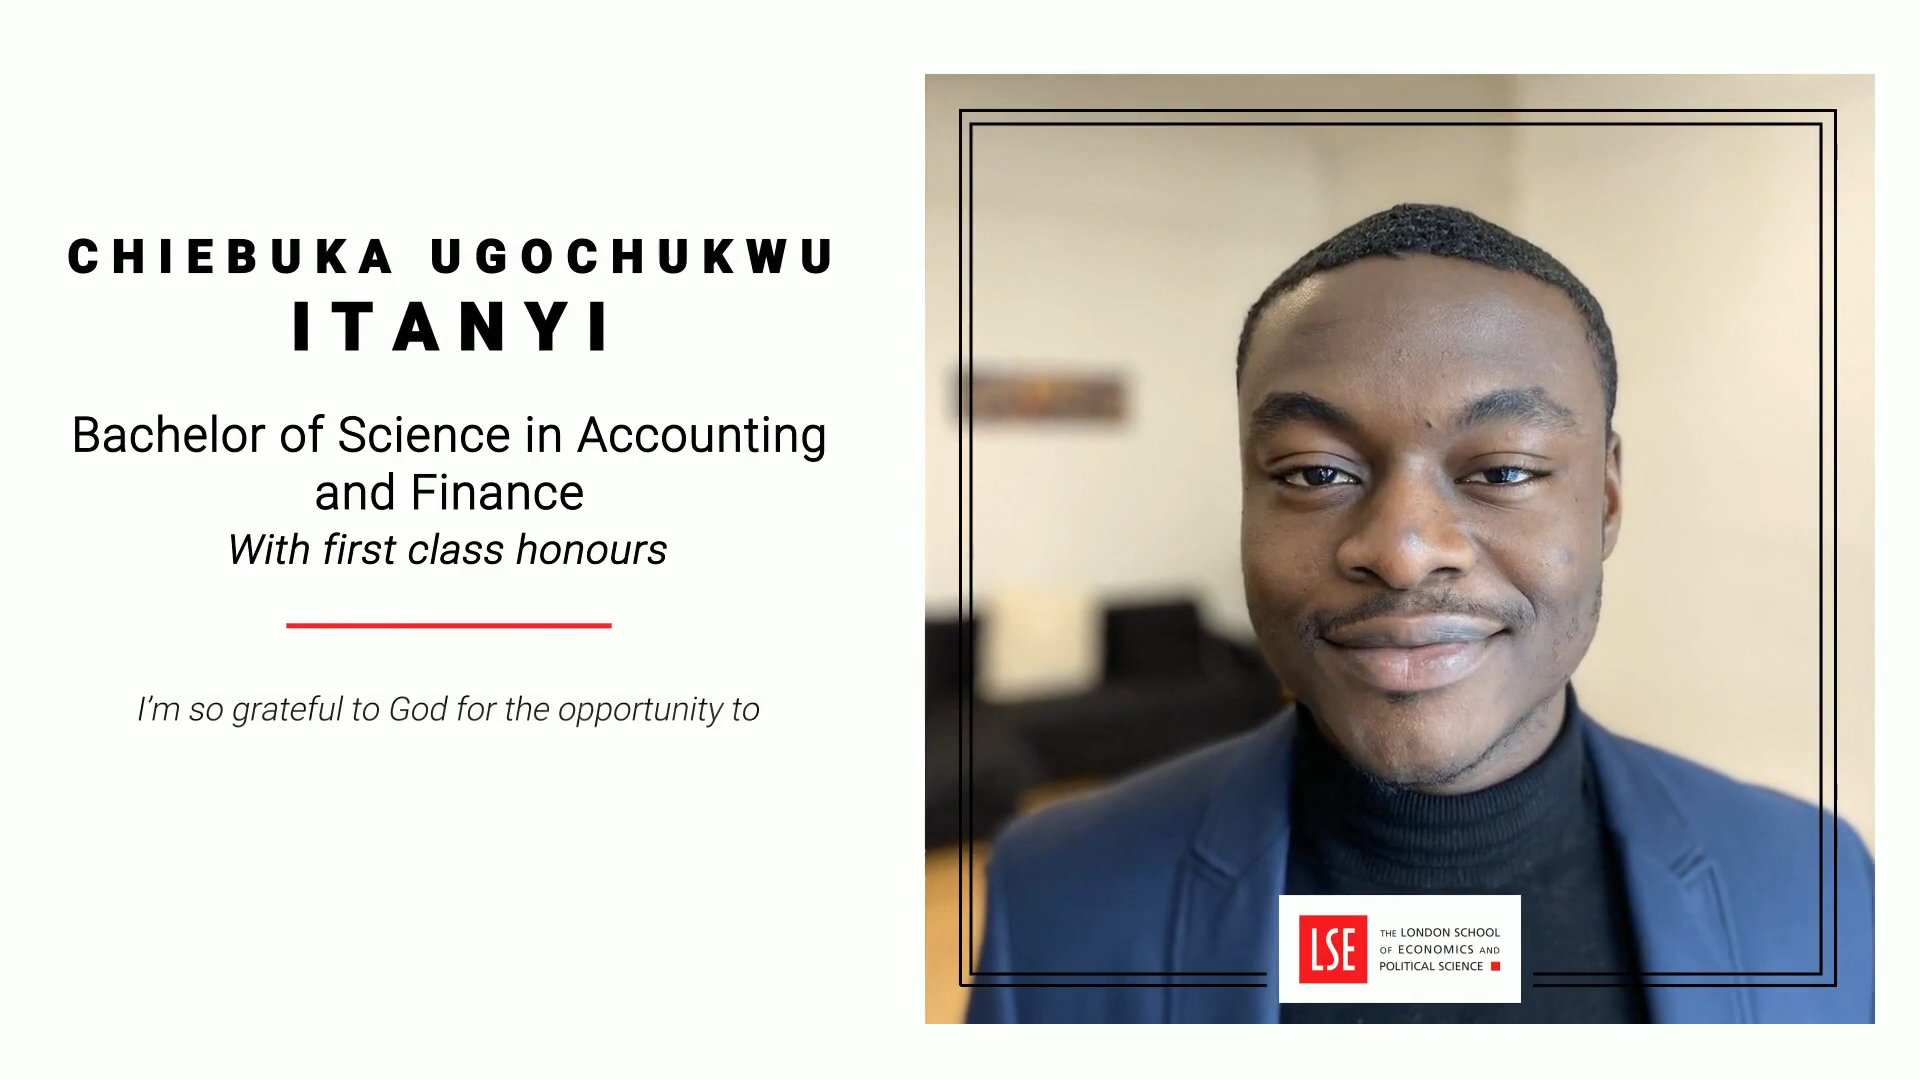 CHIEBUKA UGOCHUKWU
ITANYI
Bachelor of Science in Accounting
and Finance
With first class honours
I'm so grateful to God for the opportunity to
LSE
THE LONDON SCHOOL
OF ECONOMICS AND
POLITICAL SCIENCE